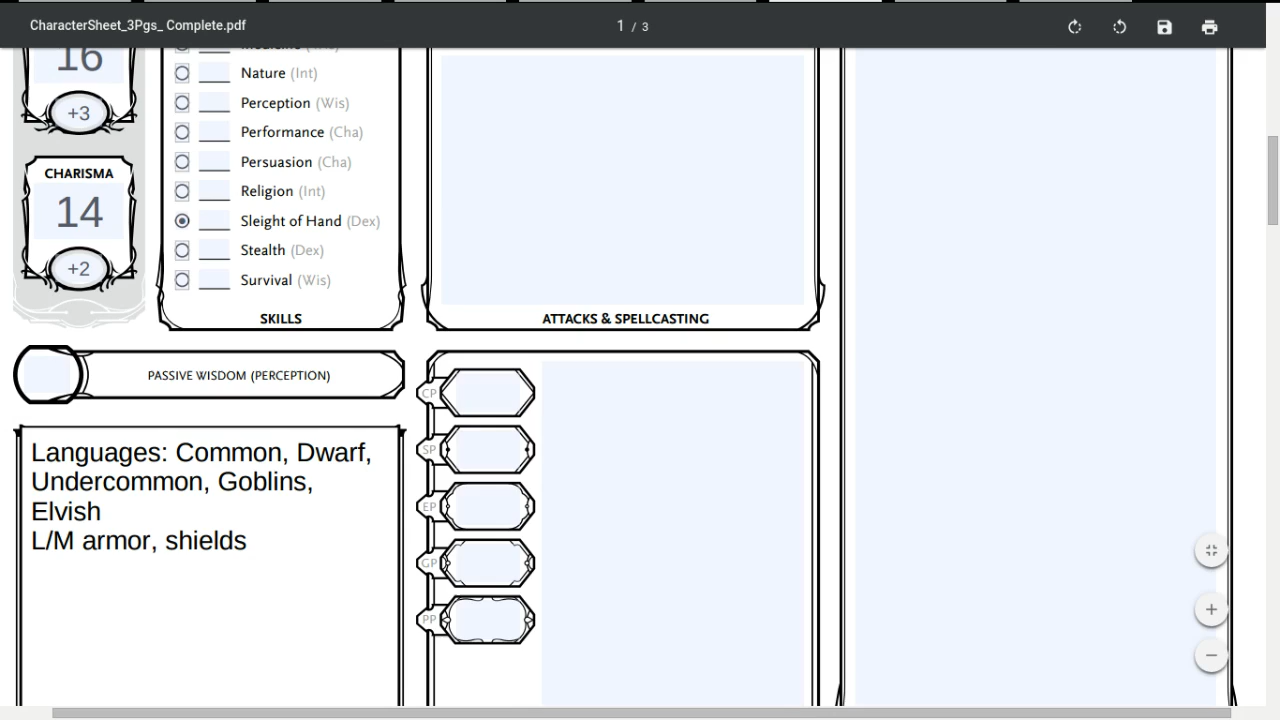 CharacterSheet_3Pgs_ Complete.pdf
1 / 3
16
+3
CHARISMA
14
+2
Medicine (Wis)
Nature (Int)
Perception (Wis)
Performance (Cha)
Persuasion (Cha)
Religion (Int)
Sleight of Hand (Dex)
Stealth (Dex)
Survival (Wis)
SKILLS
ATTACKS & SPELLCASTING
PASSIVE WISDOM (PERCEPTION)
Languages: Common, Dwarf,
Undercommon, Goblins,
Elvish
L/M armor, shields
CP
SP
EP
GP
PP